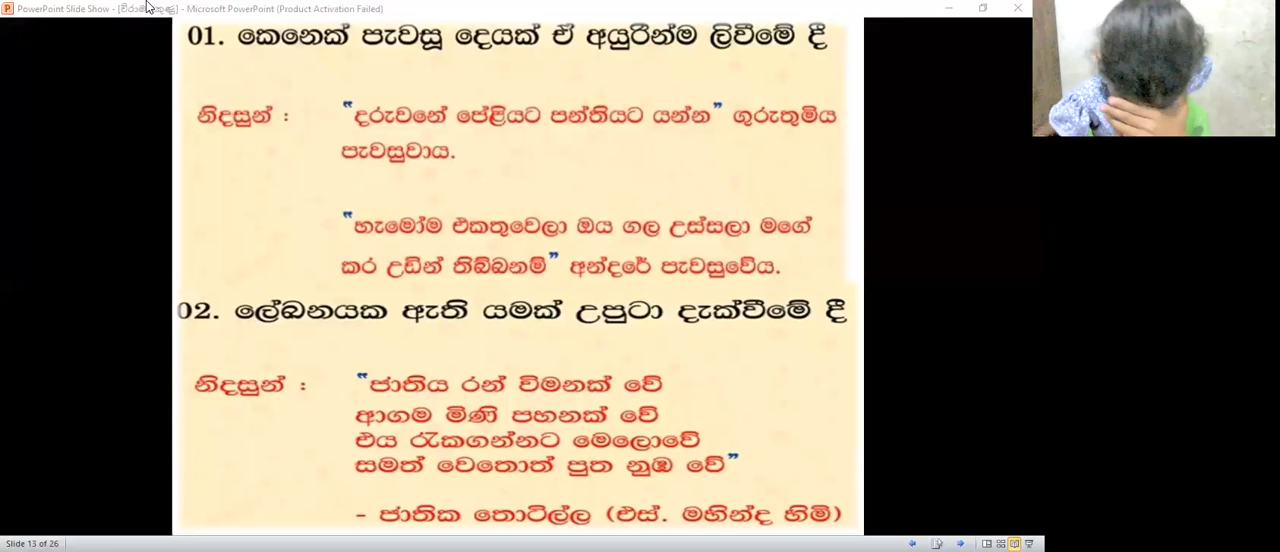 PowerPoint Slide Show - [විරාම ලකුණු] - Microsoft PowerPoint (Product Activation Failed)
01. කෙනෙක් පැවසූ දෙයක් ඒ අයුරින්ම ලිවීමේ දී
නිදසුන් : "දරුවනේ පේළියට පන්තියට යන්න" ගුරුතුමිය
පැවසුවාය.
"හැමෝම එකතුවෙලා ඔය ගල උස්සලා මගේ
කර උඩින් තිබ්බනම්" අන්දරේ පැවසුවේය.
02. ලේඛනයක ඇති යමක් උපුටා දැක්වීමේ දී
නිදසුන් : "ජාතිය රන් විමනක් වේ
ආගම මිණි පහනක් වේ
එය රැකගන්නට මෙලොවේ
සමත් වෙතොත් පුත නුඹ වේ"
- ජාතික තොටිල්ල (එස්. මහින්ද හිමි)
Slide 13 of 26